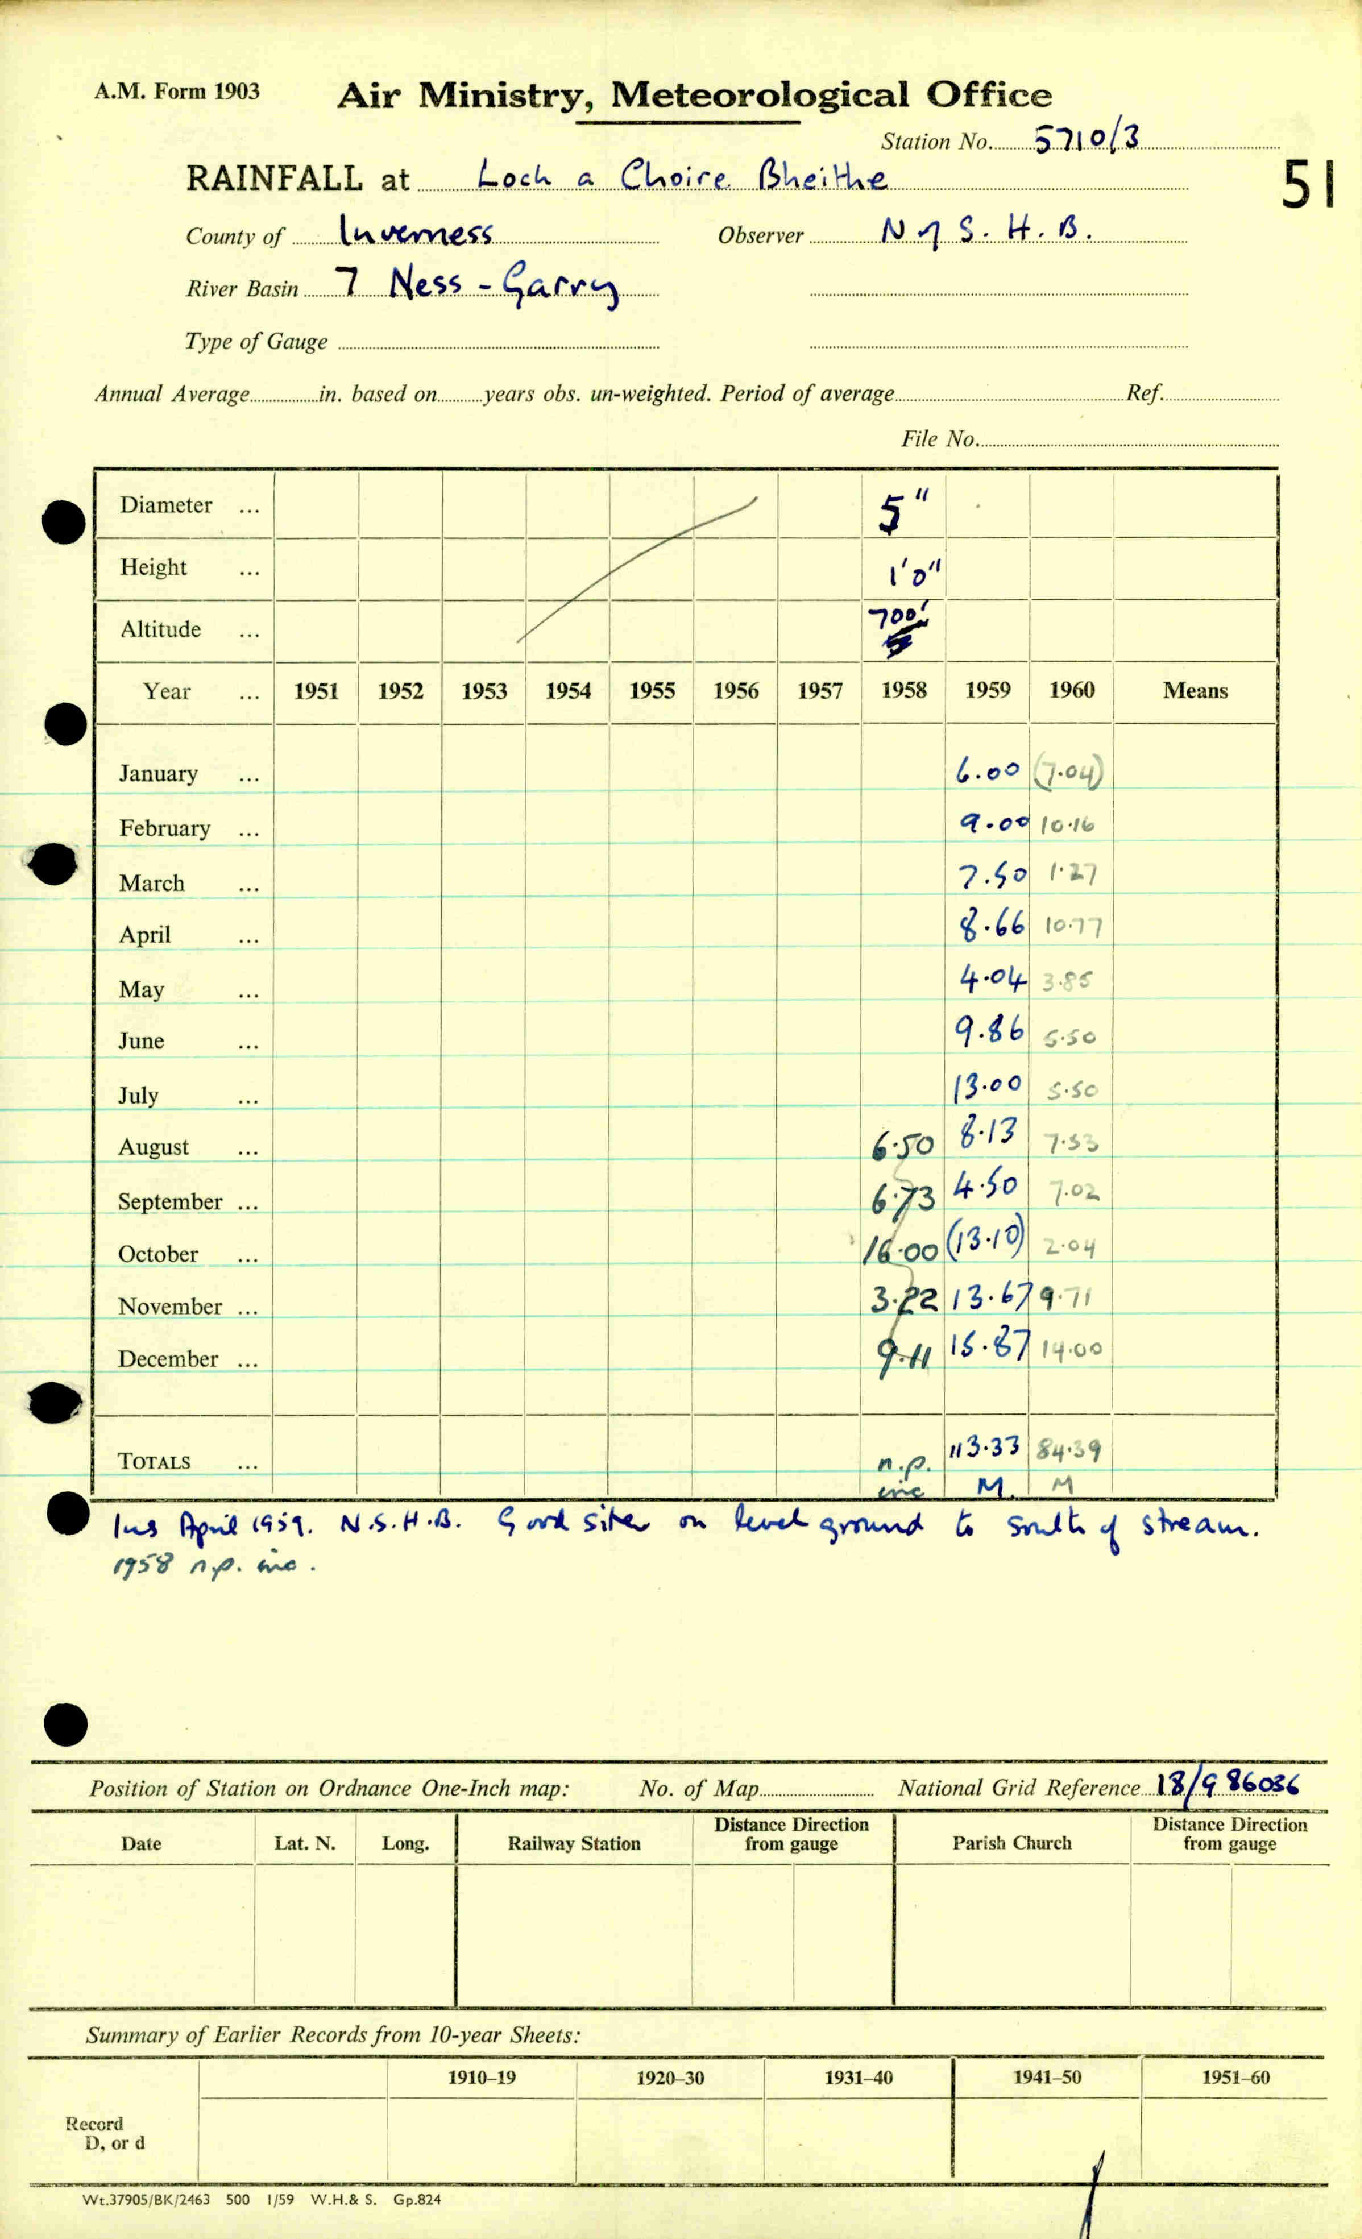 A.M. Form 1903 Air Ministry, Meteorological Office
Station No. 5710/3
RAINFALL at Loch a Choire Bheithe 51
County of Inverness Observer N of S. H. B.
River Basin 7 Ness - Garry
Type of Gauge
Annual Average in. based on years obs. un-weighted. Period of average Ref.
File No.
Diameter ... 5"
Height ... 1'0"
Altitude ... 700'
Year ... 1951 1952 1953 1954 1955 1956 1957 1958 1959 1960 Means
January ... 6.00 (7.04)
February ... 9.00 10.16
March ... 7.50 1.27
April ... 8.66 10.77
May ... 4.04 3.85
June ... 9.86 5.50
July ... 13.00 5.50
August ... 6.50 8.13 7.53
September ... 6.73 4.50 7.02
October ... 16.00 (13.10) 2.04
November ... 3.22 13.67 9.71
December ... 9.11 15.87 14.00
TOTALS ... n.p. 113.33 84.39
inc M. M
Ins April 1959. N.S.H.B. Good site on level ground to south of stream.
1958 n.p. inc.
Position of Station on Ordnance One-Inch map: No. of Map National Grid Reference 18/986036
Date Lat. N. Long. Railway Station Distance Direction from gauge Parish Church Distance Direction from gauge
Summary of Earlier Records from 10-year Sheets:
1910–19 1920–30 1931–40 1941–50 1951–60
Record
D, or d
Wt.37905/BK/2463 500 1/59 W.H.& S. Gp.824